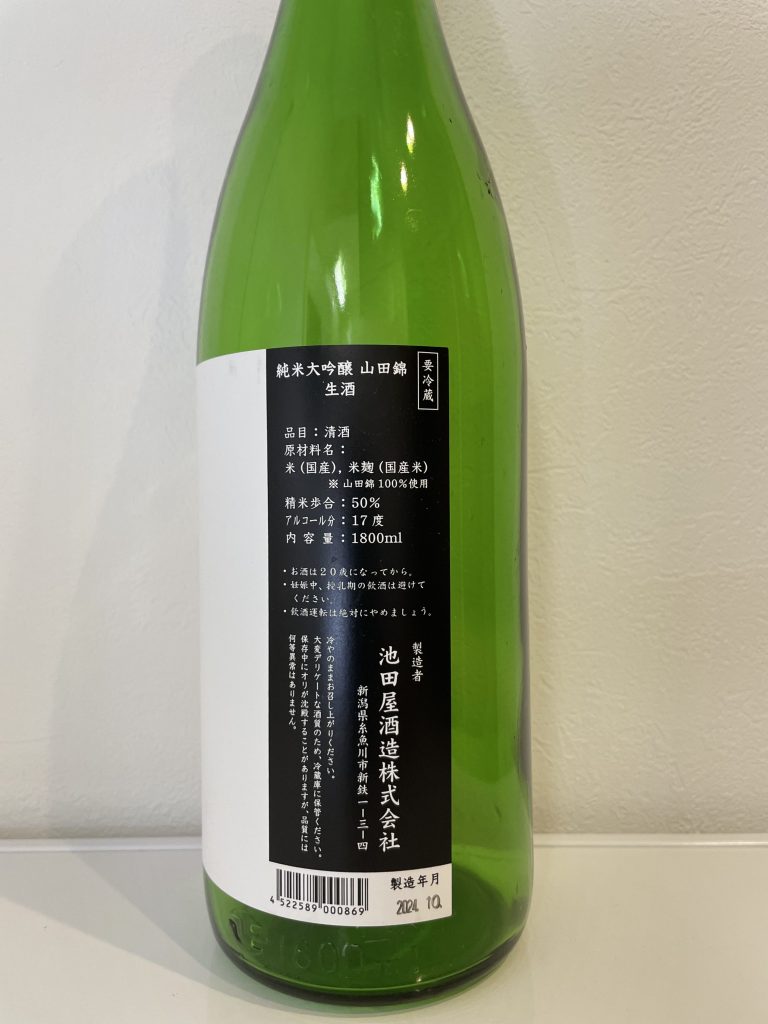 純米大吟醸 山田錦
生酒
要冷蔵
品目：清酒
原材料名：
米（国産），米麹（国産米）
※ 山田錦100％使用
精米歩合：50％
アルコール分：17度
内容量：1800ml
・お酒は２０歳になってから。
・妊娠中、授乳期の飲酒は避けて
ください。
・飲酒運転は絶対にやめましょう。
製造者
池田屋酒造株式会社
新潟県糸魚川市新鉄一ー三ー四
冷やのままお召し上がりください。
大変デリケートな酒質のため、冷蔵庫に保管ください。
保存中にオリが沈殿することがありますが、品質には
何等異常はありません。
4 522589 000869
製造年月
2024. 10.